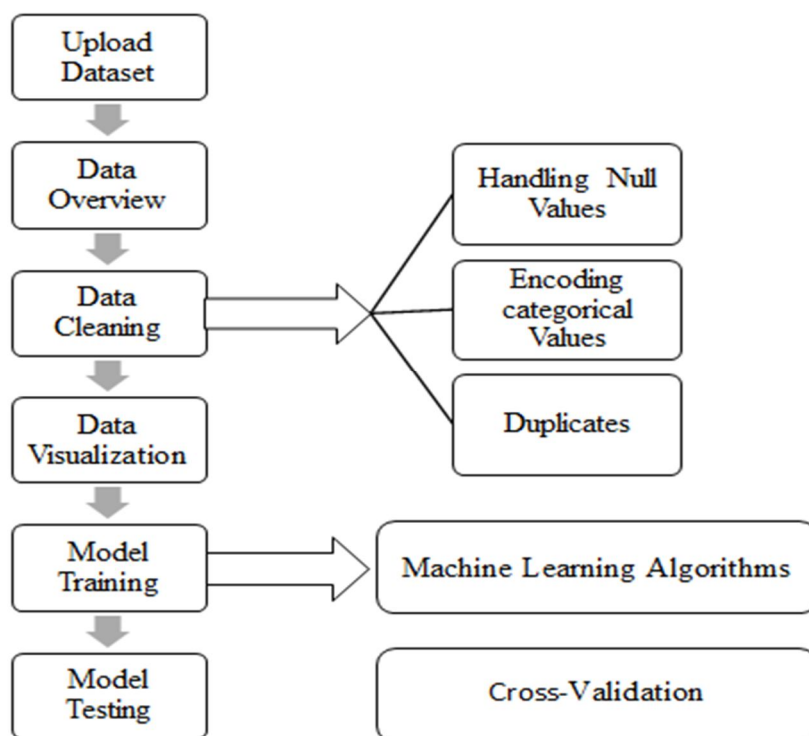 Upload
Dataset
Data
Overview
Data
Cleaning
Data
Visualization
Model
Training
Model
Testing
Handling Null
Values
Encoding
categorical
Values
Duplicates
Machine Learning Algorithms
Cross-Validation